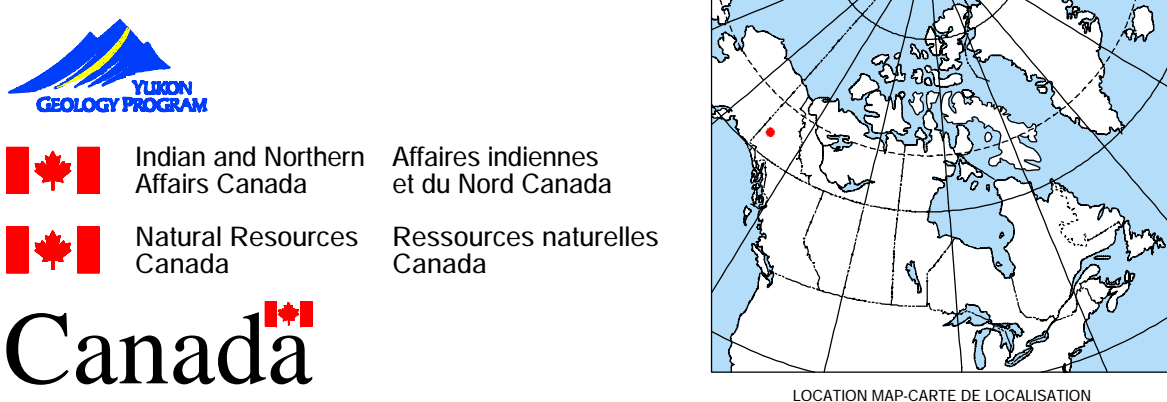 YUKON
GEOLOGY PROGRAM
Indian and Northern
Affairs Canada
Affaires indiennes
et du Nord Canada
Natural Resources
Canada
Ressources naturelles
Canada
Canada
LOCATION MAP-CARTE DE LOCALISATION